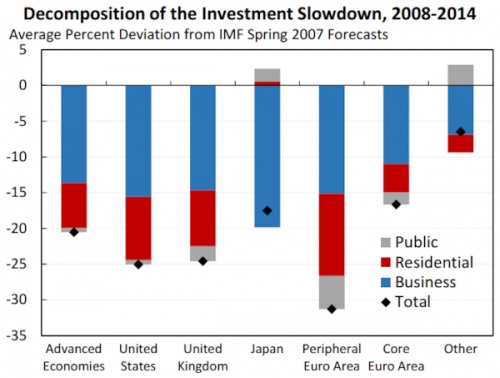 Decomposition of the Investment Slowdown, 2008-2014
Average Percent Deviation from IMF Spring 2007 Forecasts
5
0
-5
-10
-15
-20
-25
-30
-35
Public
Residential
Business
Total
Advanced
Economies
United
States
United
Kingdom
Japan
Peripheral
Euro Area
Core
Euro Area
Other